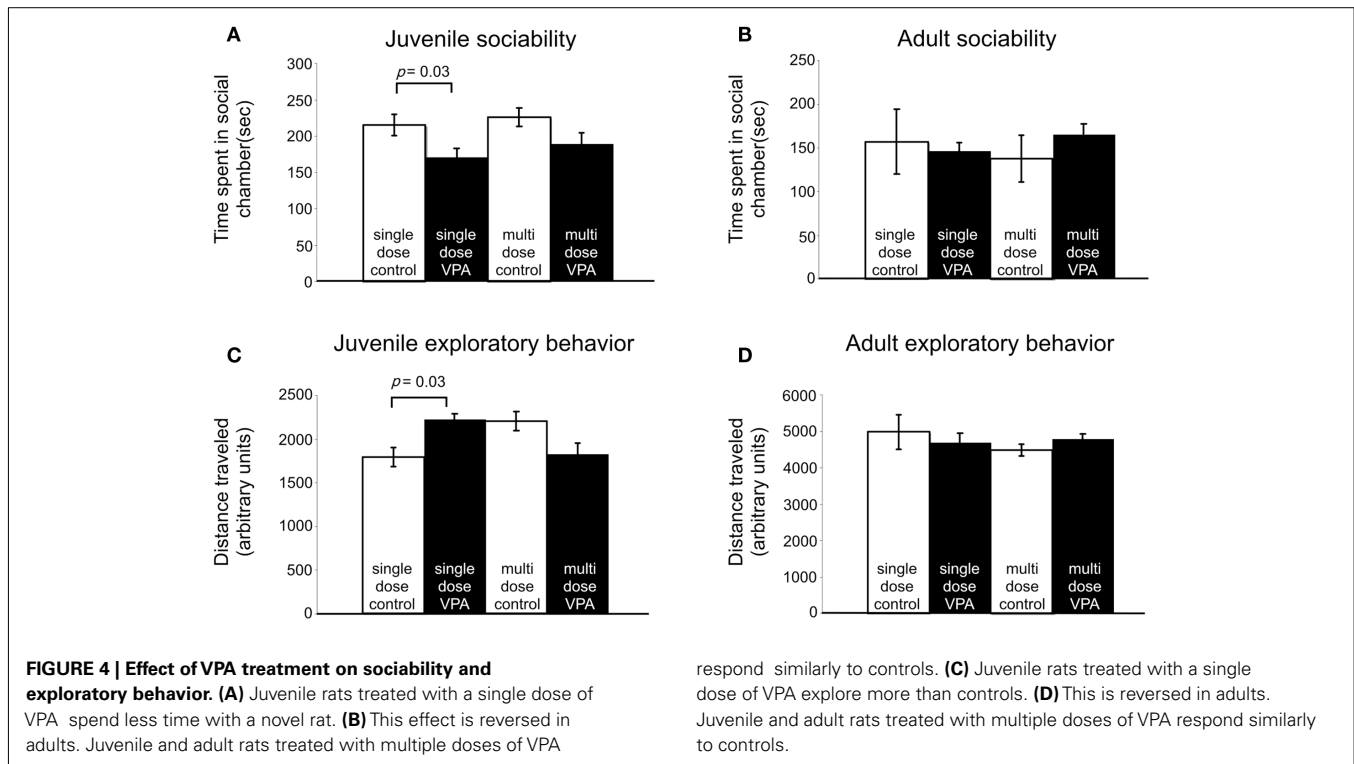 A
Juvenile sociability
Time spent in social
chamber(sec)
300
250
200
150
100
50
0
p= 0.03
single
dose
control
single
dose
VPA
multi
dose
control
multi
dose
VPA
B
Adult sociability
Time spent in social
chamber(sec)
250
200
150
100
50
0
single
dose
control
single
dose
VPA
multi
dose
control
multi
dose
VPA
C
Juvenile exploratory behavior
Distance traveled
(arbitrary units)
2500
2000
1500
1000
500
0
p= 0.03
single
dose
control
single
dose
VPA
multi
dose
control
multi
dose
VPA
D
Adult exploratory behavior
Distance traveled
(arbitrary units)
6000
5000
4000
3000
2000
1000
0
single
dose
control
single
dose
VPA
multi
dose
control
multi
dose
VPA
FIGURE 4 | Effect of VPA treatment on sociability and
exploratory behavior. (A) Juvenile rats treated with a single dose of
VPA spend less time with a novel rat. (B) This effect is reversed in
adults. Juvenile and adult rats treated with multiple doses of VPA
respond similarly to controls. (C) Juvenile rats treated with a single
dose of VPA explore more than controls. (D) This is reversed in adults.
Juvenile and adult rats treated with multiple doses of VPA respond similarly
to controls.